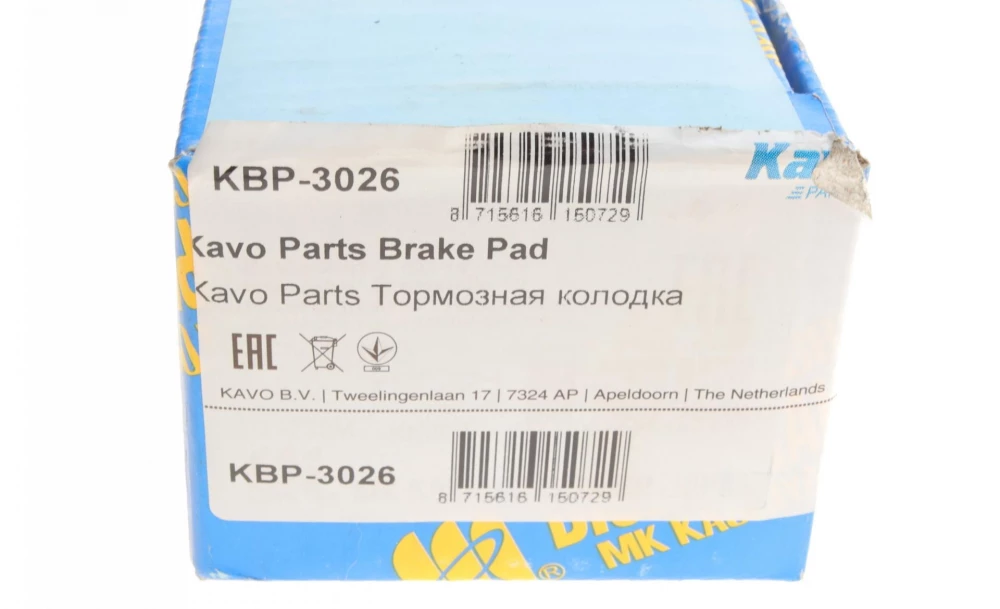 KBP-3026
8 715616 150729
Kavo Parts Brake Pad
Kavo Parts Тормозная колодка
EAC
KAVO B.V. | Tweelingenlaan 17 | 7324 AP | Apeldoorn | The Netherlands
KBP-3026
8 715616 150729
®
MK